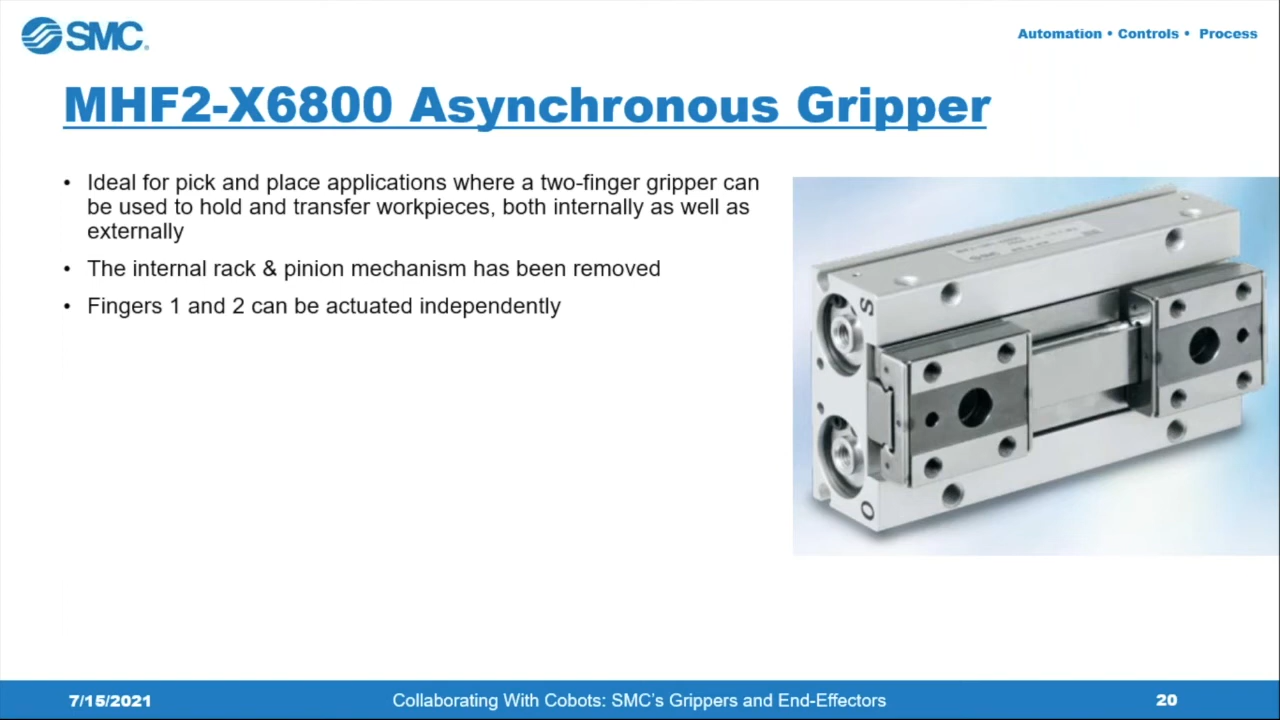 SMC®
Automation • Controls • Process
MHF2-X6800 Asynchronous Gripper
• Ideal for pick and place applications where a two-finger gripper can
be used to hold and transfer workpieces, both internally as well as
externally
• The internal rack & pinion mechanism has been removed
• Fingers 1 and 2 can be actuated independently
SMC
S
O
7/15/2021
Collaborating With Cobots: SMC's Grippers and End-Effectors
20